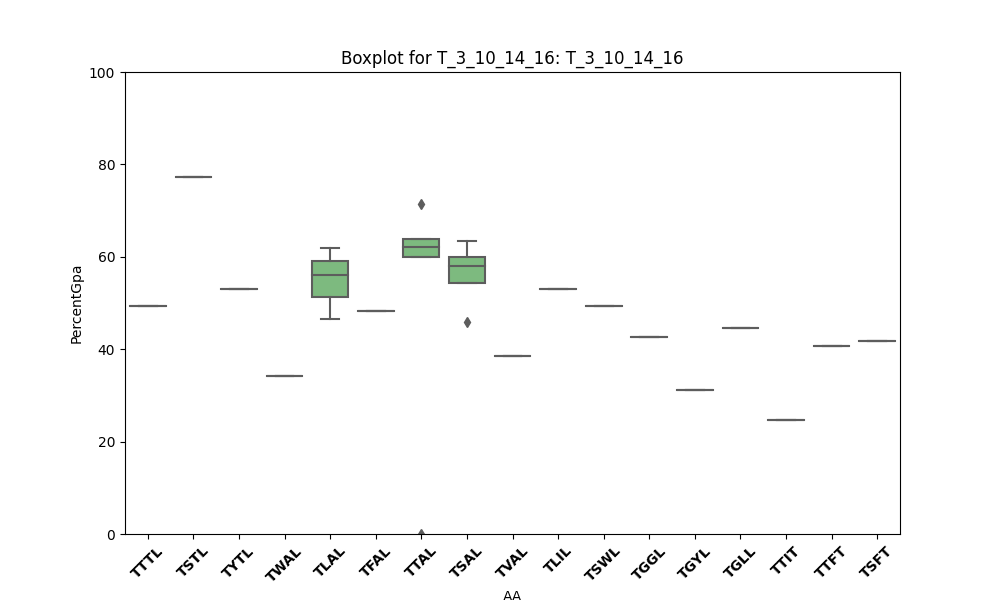 Boxplot for T_3_10_14_16: T_3_10_14_16
100
80
60
40
20
0
PercentGpa
TTTL TSTL TYTL TWAL TLAL TFAL TTAL TSAL TVAL TLIL TSWL TGGL TGYL TGLL TTIT TTFT TSFT
AA